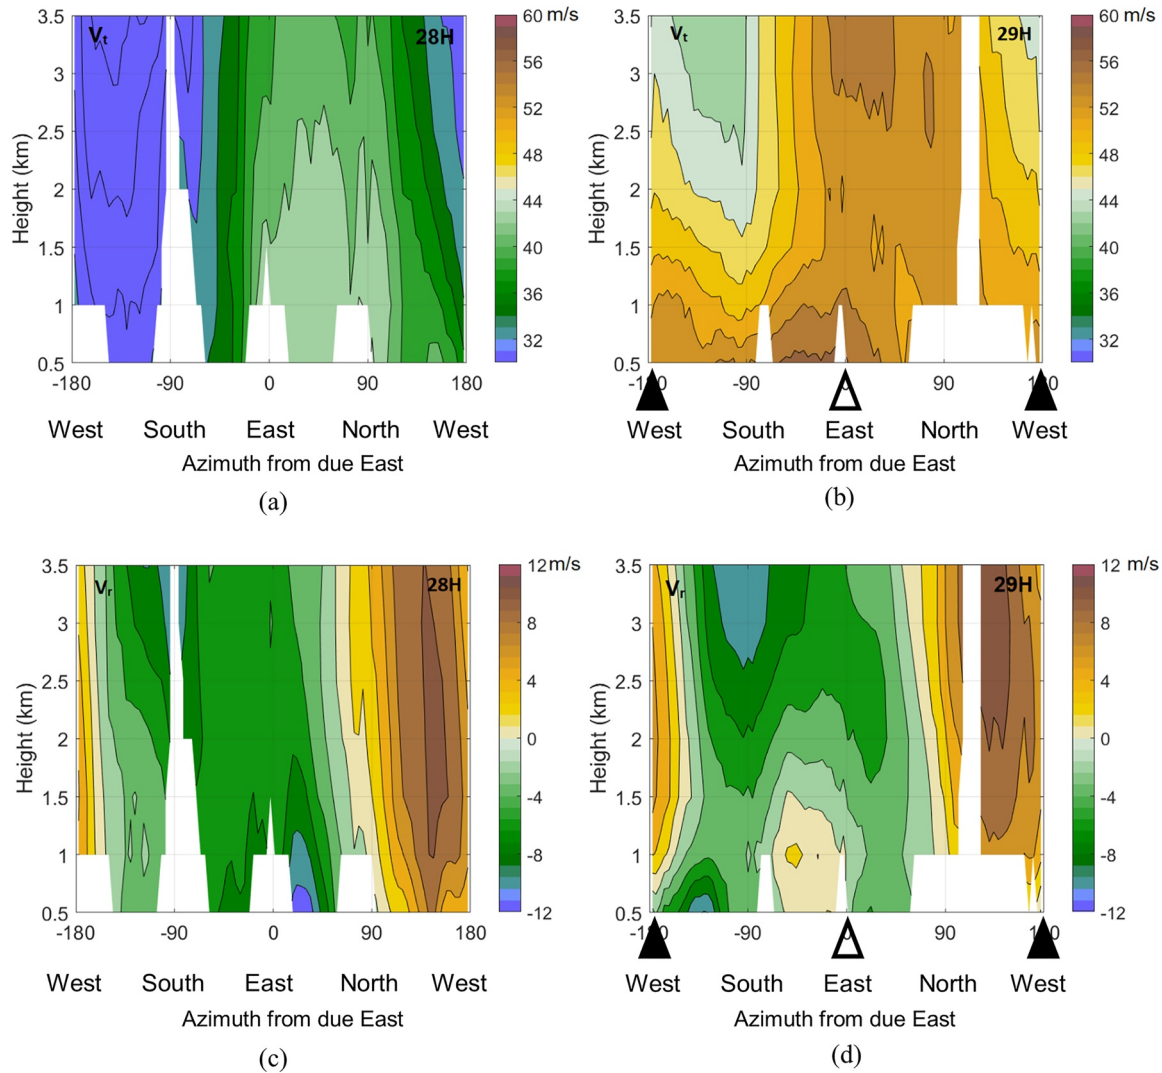 3.5
3
2.5
2
1.5
1
0.5
Height (km)
Vt
28H
60 m/s
56
52
48
44
40
36
32
-180 -90 0 90 180
West South East North West
Azimuth from due East
(a)
3.5
3
2.5
2
1.5
1
0.5
Height (km)
Vt
29H
60 m/s
56
52
48
44
40
36
32
-90 90
West South East North West
Azimuth from due East
(b)
3.5
3
2.5
2
1.5
1
0.5
Height (km)
Vr
28H
12 m/s
8
4
0
-4
-8
-12
-180 -90 0 90 180
West South East North West
Azimuth from due East
(c)
3.5
3
2.5
2
1.5
1
0.5
Height (km)
Vr
29H
12 m/s
8
4
0
-4
-8
-12
-90 90
West South East North West
Azimuth from due East
(d)